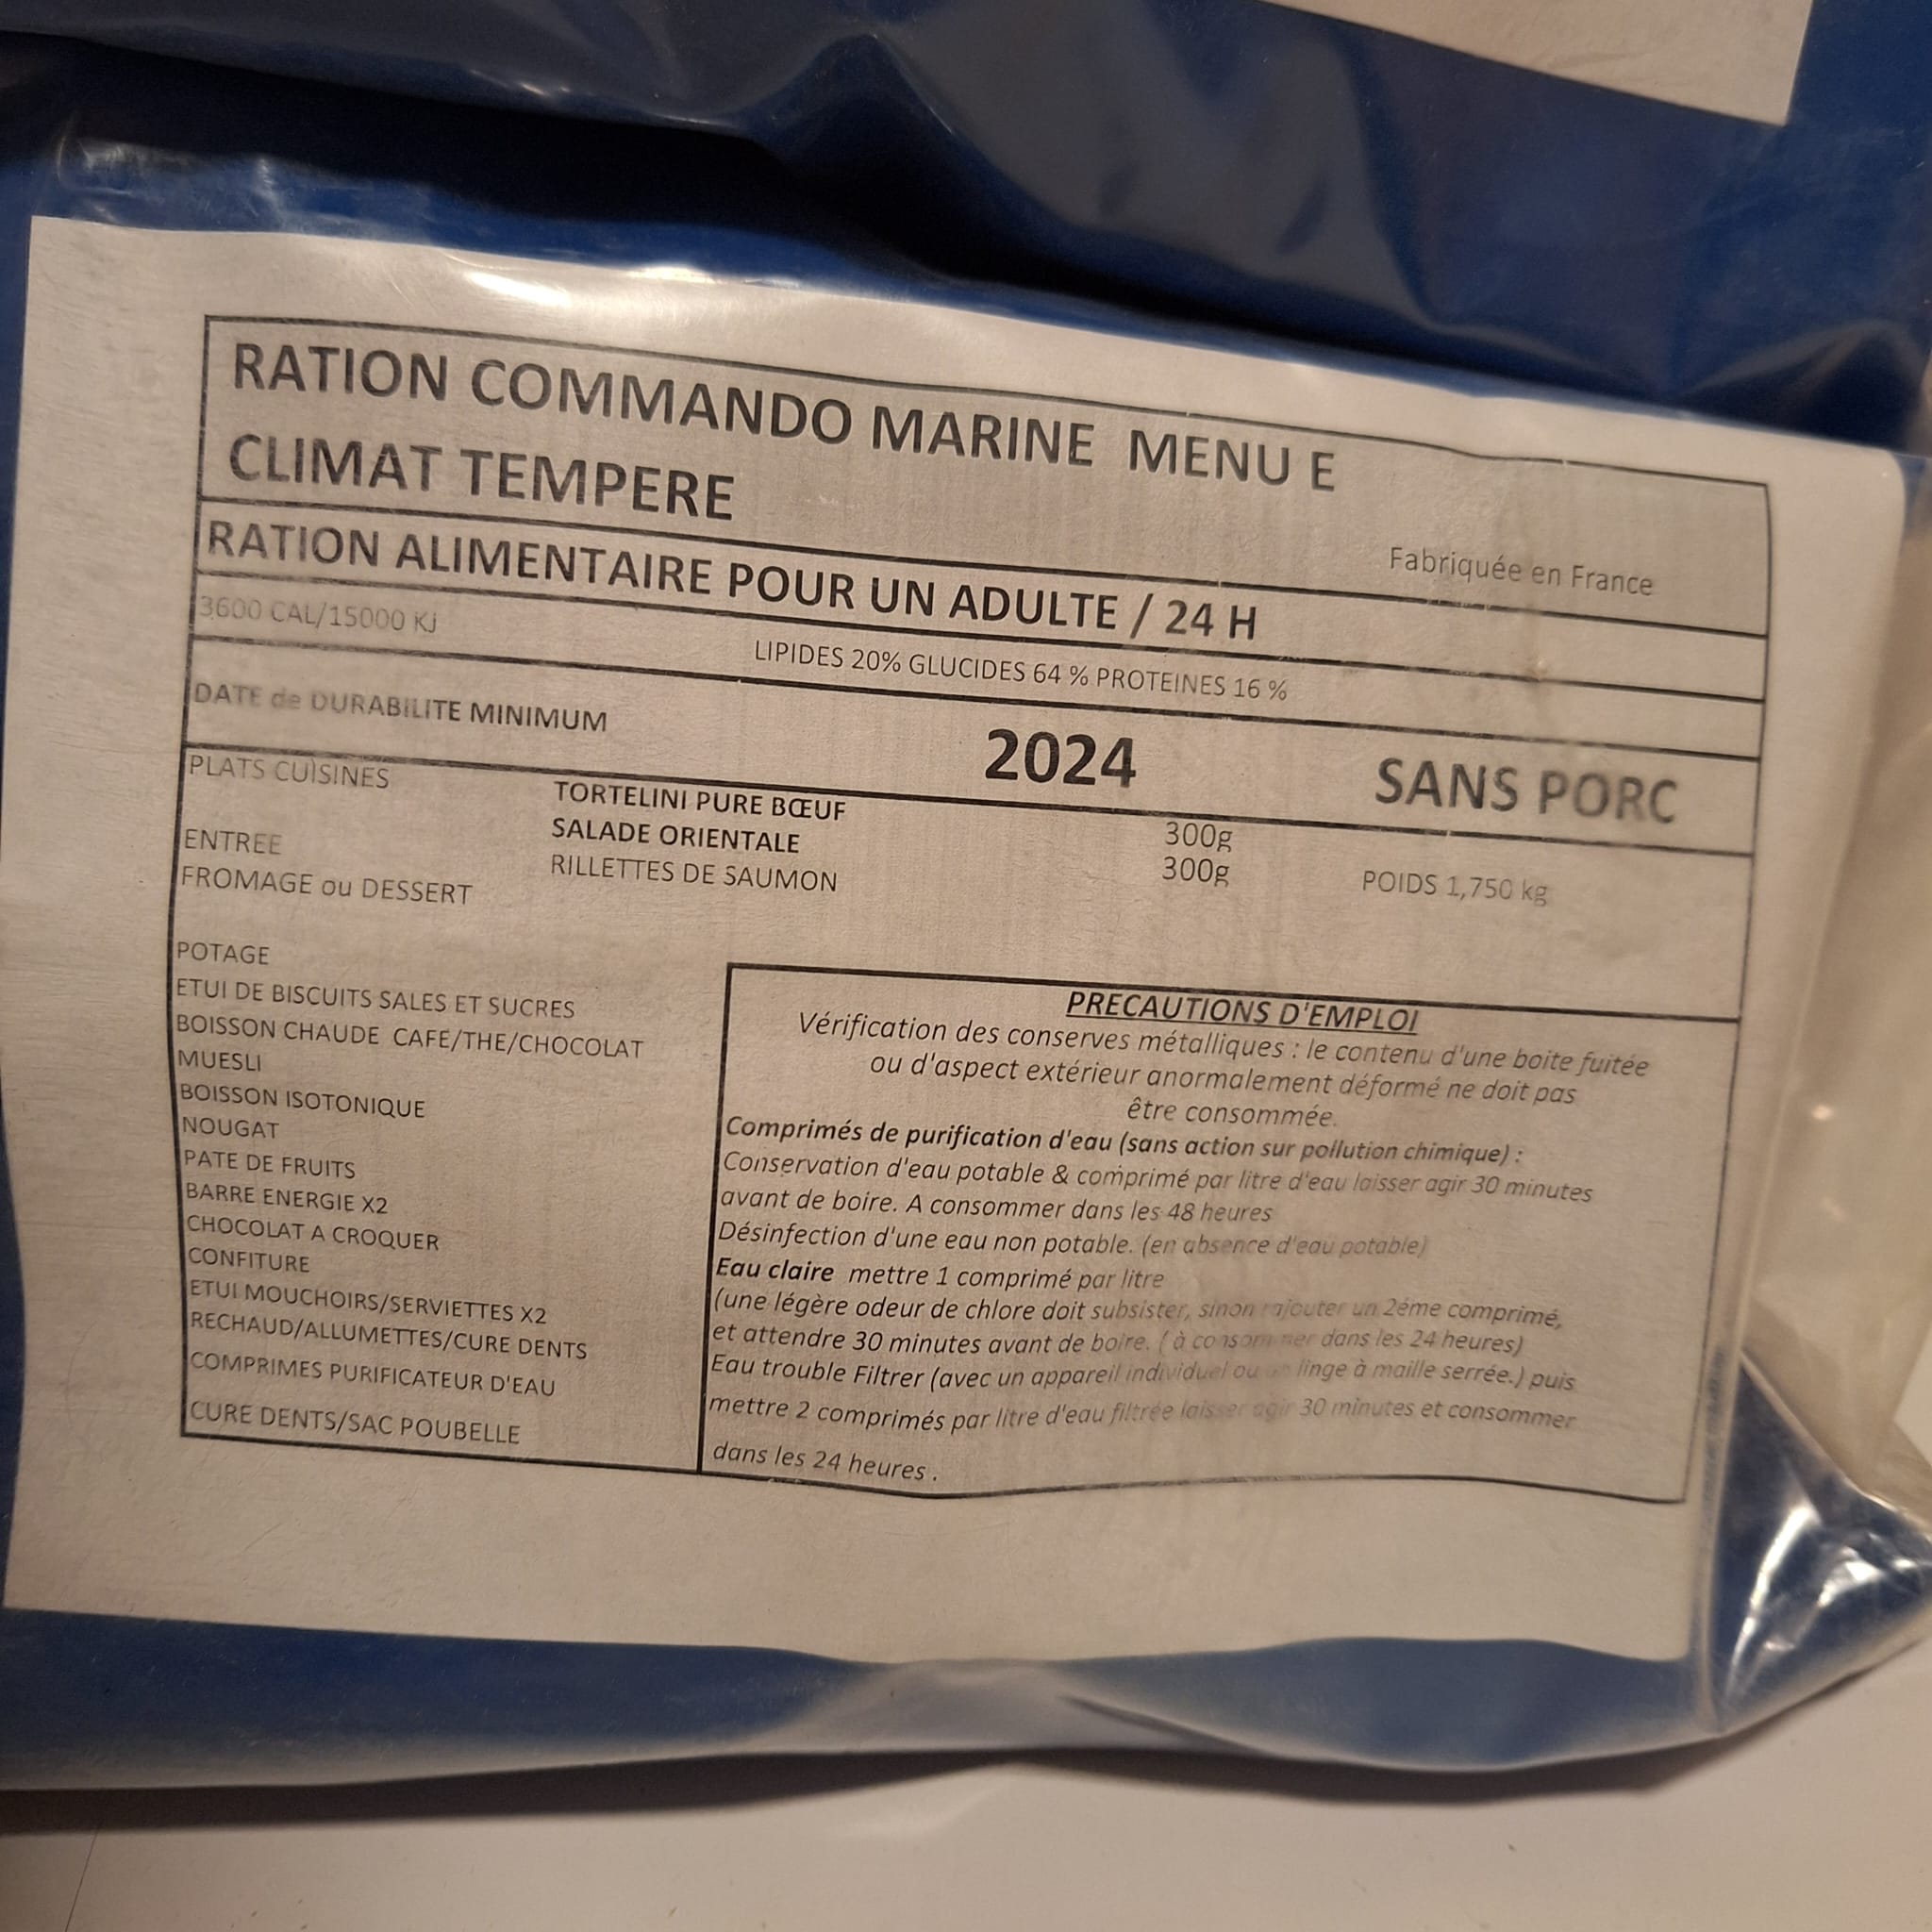 RATION COMMANDO MARINE MENU E
CLIMAT TEMPERE
Fabriquée en France
RATION ALIMENTAIRE POUR UN ADULTE / 24 H
3600 CAL/15000 KJ
LIPIDES 20% GLUCIDES 64 % PROTEINES 16 %
DATE de DURABILITE MINIMUM 2024 SANS PORC
PLATS CUISINES TORTELINI PURE BŒUF 300g
SALADE ORIENTALE 300g
ENTREE RILLETTES DE SAUMON
POIDS 1,750 kg
FROMAGE ou DESSERT
POTAGE
ETUI DE BISCUITS SALES ET SUCRES
BOISSON CHAUDE CAFE/THE/CHOCOLAT
MUESLI
BOISSON ISOTONIQUE
NOUGAT
PATE DE FRUITS
BARRE ENERGIE X2
CHOCOLAT A CROQUER
CONFITURE
ETUI MOUCHOIRS/SERVIETTES X2
RECHAUD/ALLUMETTES/CURE DENTS
COMPRIMES PURIFICATEUR D'EAU
CURE DENTS/SAC POUBELLE
PRECAUTIONS D'EMPLOI
Vérification des conserves métalliques : le contenu d'une boite fuitée
ou d'aspect extérieur anormalement déformé ne doit pas
être consommée.
Comprimés de purification d'eau (sans action sur pollution chimique) :
Conservation d'eau potable & comprimé par litre d'eau laisser agir 30 minutes
avant de boire. A consommer dans les 48 heures
Désinfection d'une eau non potable. (en absence d'eau potable)
Eau claire mettre 1 comprimé par litre
(une légère odeur de chlore doit subsister, sinon rajouter un 2éme comprimé,
et attendre 30 minutes avant de boire. ( à consommer dans les 24 heures)
Eau trouble Filtrer (avec un appareil individuel ou un linge à maille serrée.) puis
mettre 2 comprimés par litre d'eau filtrée laisser agir 30 minutes et consommer
dans les 24 heures .